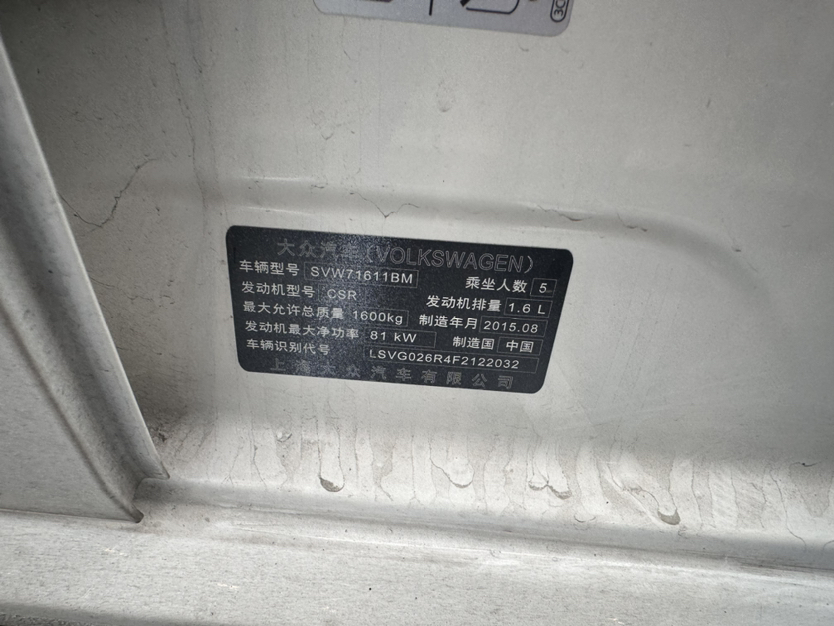 大众汽车(VOLKSWAGEN)
车辆型号 SVW71611BM 乘坐人数 5
发动机型号 CSR 发动机排量 1.6 L
最大允许总质量 1600kg 制造年月 2015.08
发动机最大净功率 81 kW 制造国 中国
车辆识别代号 LSVG026R4F2122032
上海大众汽车有限公司